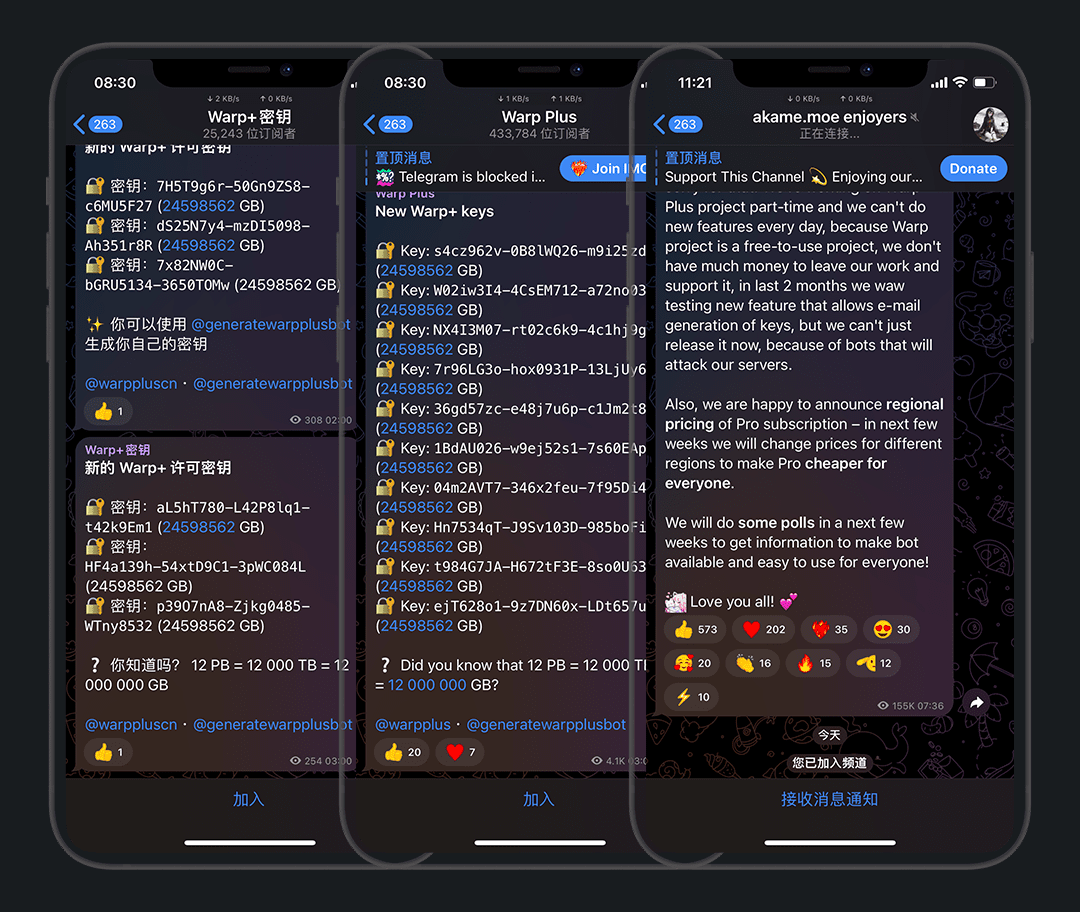 08:30
↓ 2 KB/s ↑ 0 KB/s
263
Warp+ 密钥
25,243 位订阅者
新的 Warp+ 许可密钥
🔐 密钥：7H5T9g6r-50Gn9ZS8-
c6MU5F27 (24598562 GB)
🔐 密钥：dS25N7y4-mzDI5098-
Ah351r8R (24598562 GB)
🔐 密钥：7x82NW0C-
bGRU5134-3650TOMw (24598562 GB)
✨ 你可以使用 @generatewarpplusbot
生成你自己的密钥
@warppluscn · @generatewarpplusbot
👍 1
308 02:00
Warp+密钥
新的 Warp+ 许可密钥
🔐 密钥：aL5hT780-L42P8lq1-
t42k9Em1 (24598562 GB)
🔐 密钥：
HF4a139h-54xtD9C1-3pWC084L
(24598562 GB)
🔐 密钥：p39O7nA8-Zjkg0485-
WTny8532 (24598562 GB)
❔ 你知道吗？ 12 PB = 12 000 TB = 12
000 000 GB
@warppluscn · @generatewarpplusbot
👍 1
254 03:00
加入
08:30
↓ 1 KB/s ↑ 1 KB/s
263
Warp Plus
433,784 位订阅者
置顶消息
Telegram is blocked i...
Join IMC
Warp Plus
New Warp+ keys
🔐 Key: s4cz962v-0B8lWQ26-m9i25zd
(24598562 GB)
🔐 Key: W02iw3I4-4CsEM712-a72no03
(24598562 GB)
🔐 Key: NX4I3M07-rt02c6k9-4c1hj9g
(24598562 GB)
🔐 Key: 7r96LG3o-hox0931P-13LjUy6
(24598562 GB)
🔐 Key: 36gd57zc-e48j7u6p-c1Jm2t8
(24598562 GB)
🔐 Key: 1BdAU026-w9ej52s1-7s60EAp
(24598562 GB)
🔐 Key: 04m2AVT7-346x2feu-7f95Di4
(24598562 GB)
🔐 Key: Hn7534qT-J9Sv103D-985boFi
(24598562 GB)
🔐 Key: t984G7JA-H672tF3E-8so0U63
(24598562 GB)
🔐 Key: ejT628o1-9z7DN60x-LDt657u
(24598562 GB)
❔ Did you know that 12 PB = 12 000 TB
= 12 000 000 GB?
@warpplus · @generatewarpplusbot
👍 20 ❤️ 7
4.1K 03:0
加入
11:21
↓ 0 KB/s ↑ 0 KB/s
263
akame.moe enjoyers
正在连接...
置顶消息
Support This Channel 💫 Enjoying our...
Donate
Plus project part-time and we can't do
new features every day, because Warp
project is a free-to-use project, we don't
have much money to leave our work and
support it, in last 2 months we waw
testing new feature that allows e-mail
generation of keys, but we can't just
release it now, because of bots that will
attack our servers.
Also, we are happy to announce regional
pricing of Pro subscription – in next few
weeks we will change prices for different
regions to make Pro cheaper for
everyone.
We will do some polls in a next few
weeks to get information to make bot
available and easy to use for everyone!
Love you all! 💕
👍 573 ❤️ 202 ❤️‍🔥 35 😍 30
🥰 20 👏 16 🔥 15 12
⚡ 10
155K 07:36
今天
您已加入频道
接收消息通知